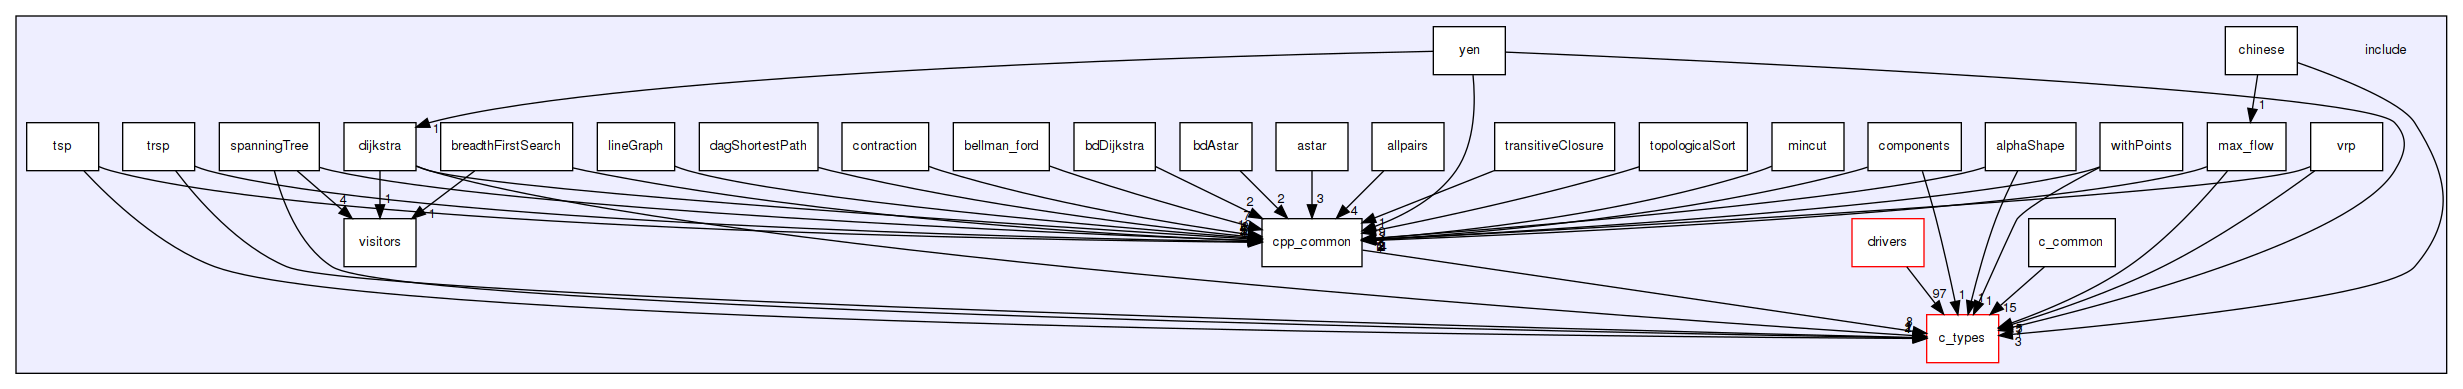 yen
chinese
include
1
1
tsp
trsp
spanningTree
dijkstra
breadthFirstSearch
lineGraph
dagShortestPath
contraction
bellman_ford
bdDijkstra
bdAstar
astar
allpairs
transitiveClosure
topologicalSort
mincut
components
alphaShape
withPoints
max_flow
vrp
4
1
1
2
2
3
4
visitors
cpp_common
drivers
c_common
97
1
1
15
8
3
c_types